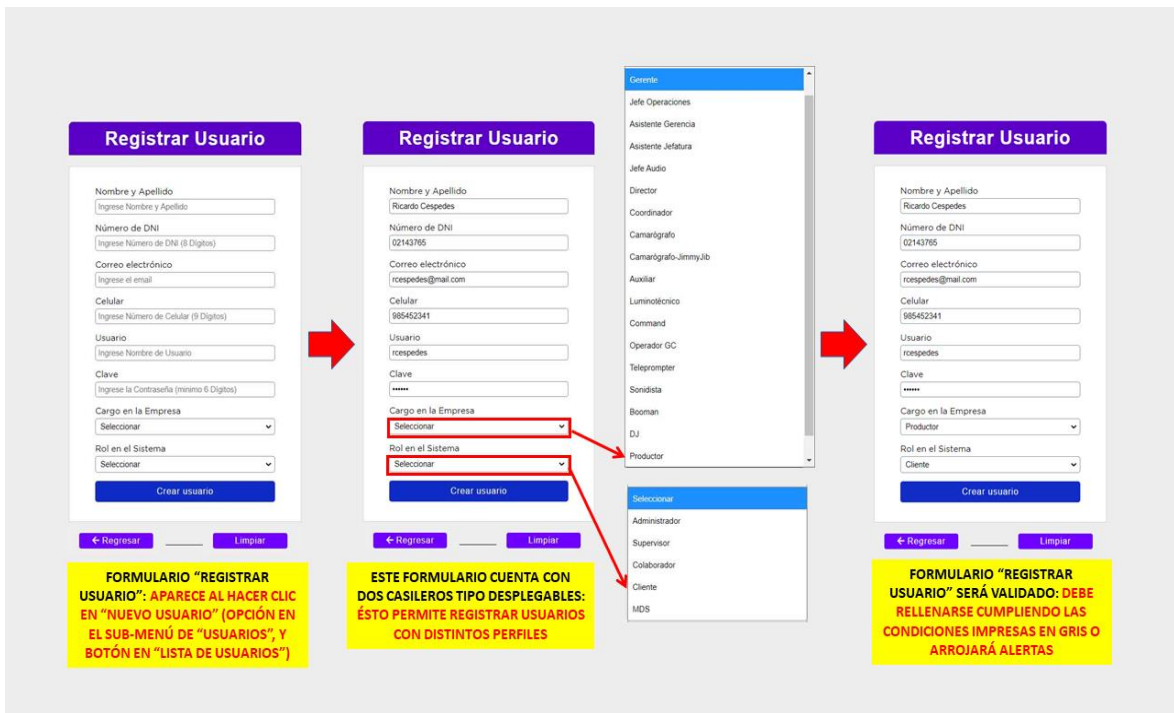 Registrar Usuario
Nombre y Apellido
Ingrese Nombre y Apellido
Número de DNI
Ingrese Número de DNI (8 Dígitos)
Correo electrónico
Ingrese el email
Celular
Ingrese Número de Celular (9 Dígitos)
Usuario
Ingrese Nombre de Usuario
Clave
Ingrese la Contraseña (minimo 6 Dígitos)
Cargo en la Empresa
Seleccionar
Rol en el Sistema
Seleccionar
Crear usuario
← Regresar
Limpiar
FORMULARIO “REGISTRAR
USUARIO”: APARECE AL HACER CLIC
EN “NUEVO USUARIO” (OPCIÓN EN
EL SUB-MENÚ DE “USUARIOS”, Y
BOTÓN EN “LISTA DE USUARIOS”)
Registrar Usuario
Nombre y Apellido
Ricardo Cespedes
Número de DNI
02143765
Correo electrónico
rcespedes@mail.com
Celular
985452341
Usuario
rcespedes
Clave
••••••
Cargo en la Empresa
Seleccionar
Rol en el Sistema
Seleccionar
Crear usuario
← Regresar
Limpiar
ESTE FORMULARIO CUENTA CON
DOS CASILEROS TIPO DESPLEGABLES:
ÉSTO PERMITE REGISTRAR USUARIOS
CON DISTINTOS PERFILES
Gerente
Jefe Operaciones
Asistente Gerencia
Asistente Jefatura
Jefe Audio
Director
Coordinador
Camarógrafo
Camarógrafo-JimmyJib
Auxiliar
Luminotécnico
Command
Operador GC
Teleprompter
Sonidista
Booman
DJ
Productor
Seleccionar
Administrador
Supervisor
Colaborador
Cliente
MDS
Registrar Usuario
Nombre y Apellido
Ricardo Cespedes
Número de DNI
02143765
Correo electrónico
rcespedes@mail.com
Celular
985452341
Usuario
rcespedes
Clave
••••••
Cargo en la Empresa
Productor
Rol en el Sistema
Cliente
Crear usuario
← Regresar
Limpiar
FORMULARIO “REGISTRAR
USUARIO” SERÁ VALIDADO: DEBE
RELLENARSE CUMPLIENDO LAS
CONDICIONES IMPRESAS EN GRIS O
ARROJARÁ ALERTAS